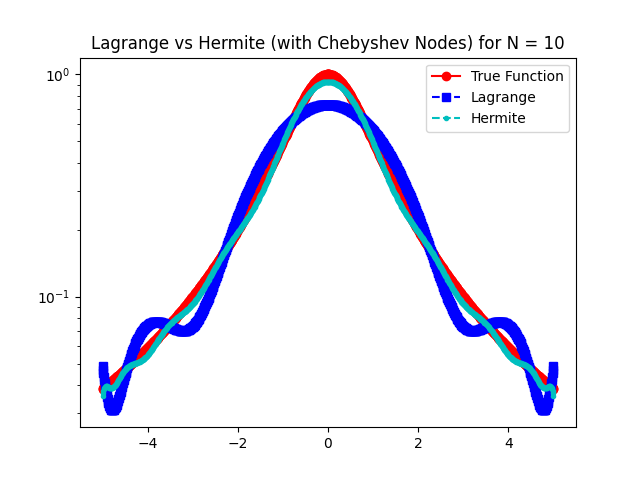 Lagrange vs Hermite (with Chebyshev Nodes) for N = 10
True Function
Lagrange
Hermite
10⁰
10⁻¹
−4
−2
0
2
4